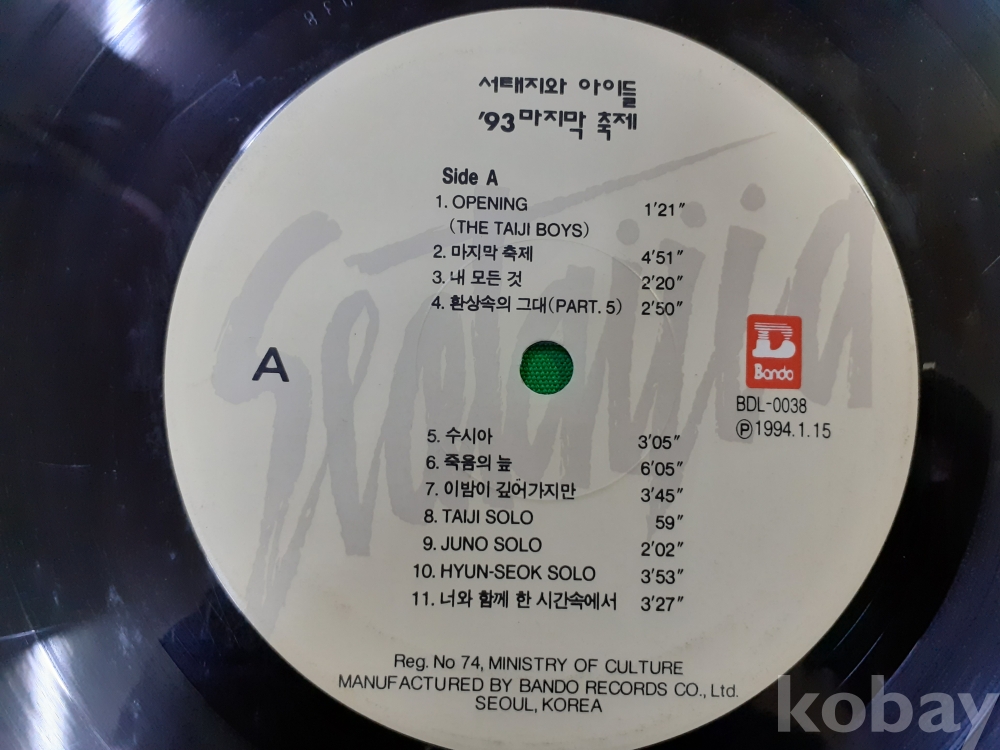 서태지와 아이들
'93 마지막 축제
Side A
1. OPENING 1'21"
(THE TAIJI BOYS)
2. 마지막 축제 4'51"
3. 내 모든 것 2'20"
4. 환상속의 그대(PART. 5) 2'50"
A
Seotaijia
Bando
BDL-0038
Ⓟ1994.1.15
5. 수시아 3'05"
6. 죽음의 늪 6'05"
7. 이밤이 깊어가지만 3'45"
8. TAIJI SOLO 59"
9. JUNO SOLO 2'02"
10. HYUN-SEOK SOLO 3'53"
11. 너와 함께 한 시간속에서 3'27"
Reg. No 74, MINISTRY OF CULTURE
MANUFACTURED BY BANDO RECORDS CO., Ltd.
SEOUL, KOREA
kobay